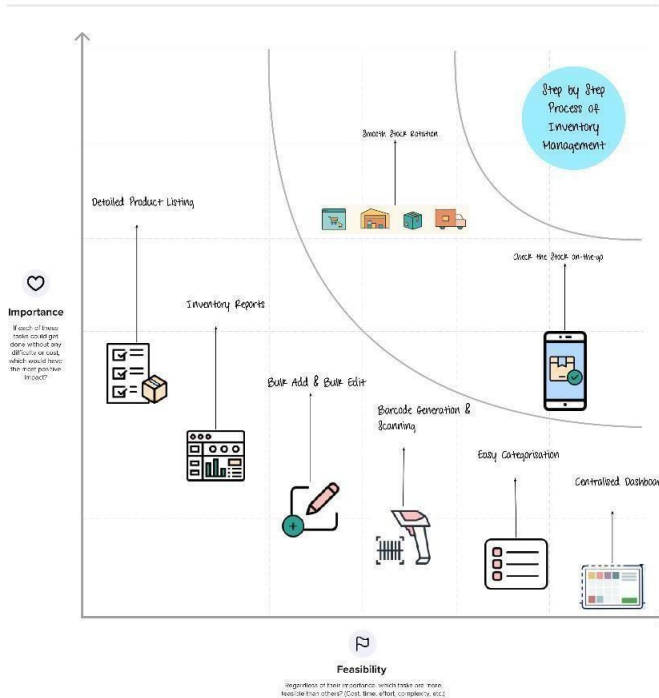 Step by Step
Process of
Inventory
Management
Smooth Stock Rotation
Detailed Product Listing
Check the Stock on-the-go
Inventory Reports
Importance
If each of these
tasks could get
done without any
difficulty or cost,
which would have
the most positive
impact?
Bulk Add & Bulk Edit
Barcode Generation &
Scanning
Easy Categorisation
Centralised Dashboar
Feasibility
Regardless of their importance, which tasks are more
feasible than others? (Cost, time, effort, complexity, etc.)